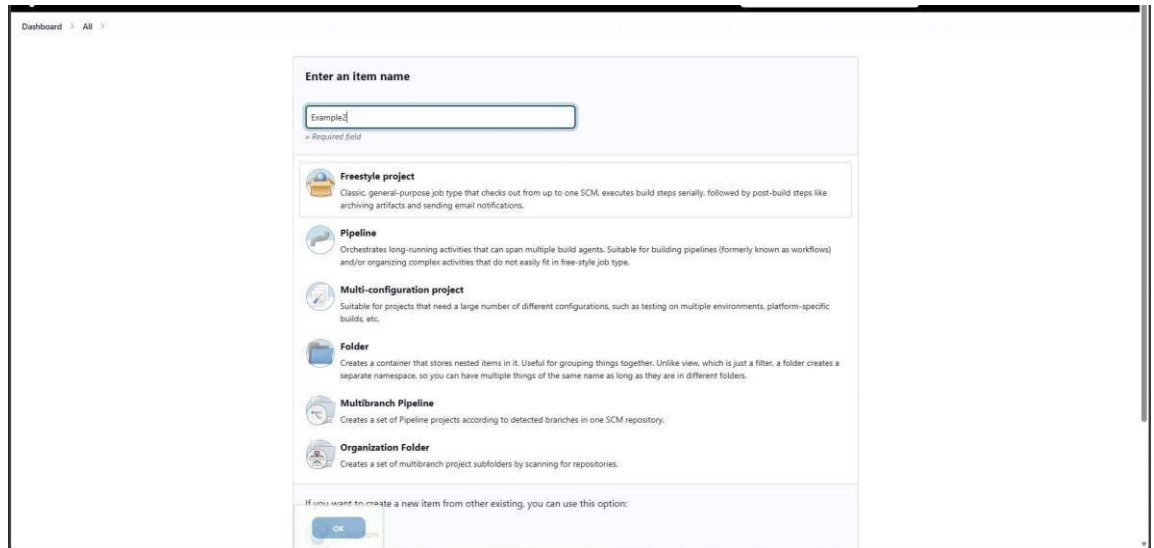 Dashboard > All >
Enter an item name
Example2
» Required field
Freestyle project
Classic, general-purpose job type that checks out from up to one SCM, executes build steps serially, followed by post-build steps like
archiving artifacts and sending email notifications.
Pipeline
Orchestrates long-running activities that can span multiple build agents. Suitable for building pipelines (formerly known as workflows)
and/or organizing complex activities that do not easily fit in free-style job type.
Multi-configuration project
Suitable for projects that need a large number of different configurations, such as testing on multiple environments, platform-specific
builds, etc.
Folder
Creates a container that stores nested items in it. Useful for grouping things together. Unlike view, which is just a filter, a folder creates a
separate namespace, so you can have multiple things of the same name as long as they are in different folders.
Multibranch Pipeline
Creates a set of Pipeline projects according to detected branches in one SCM repository.
Organization Folder
Creates a set of multibranch project subfolders by scanning for repositories.
If you want to create a new item from other existing, you can use this option:
OK